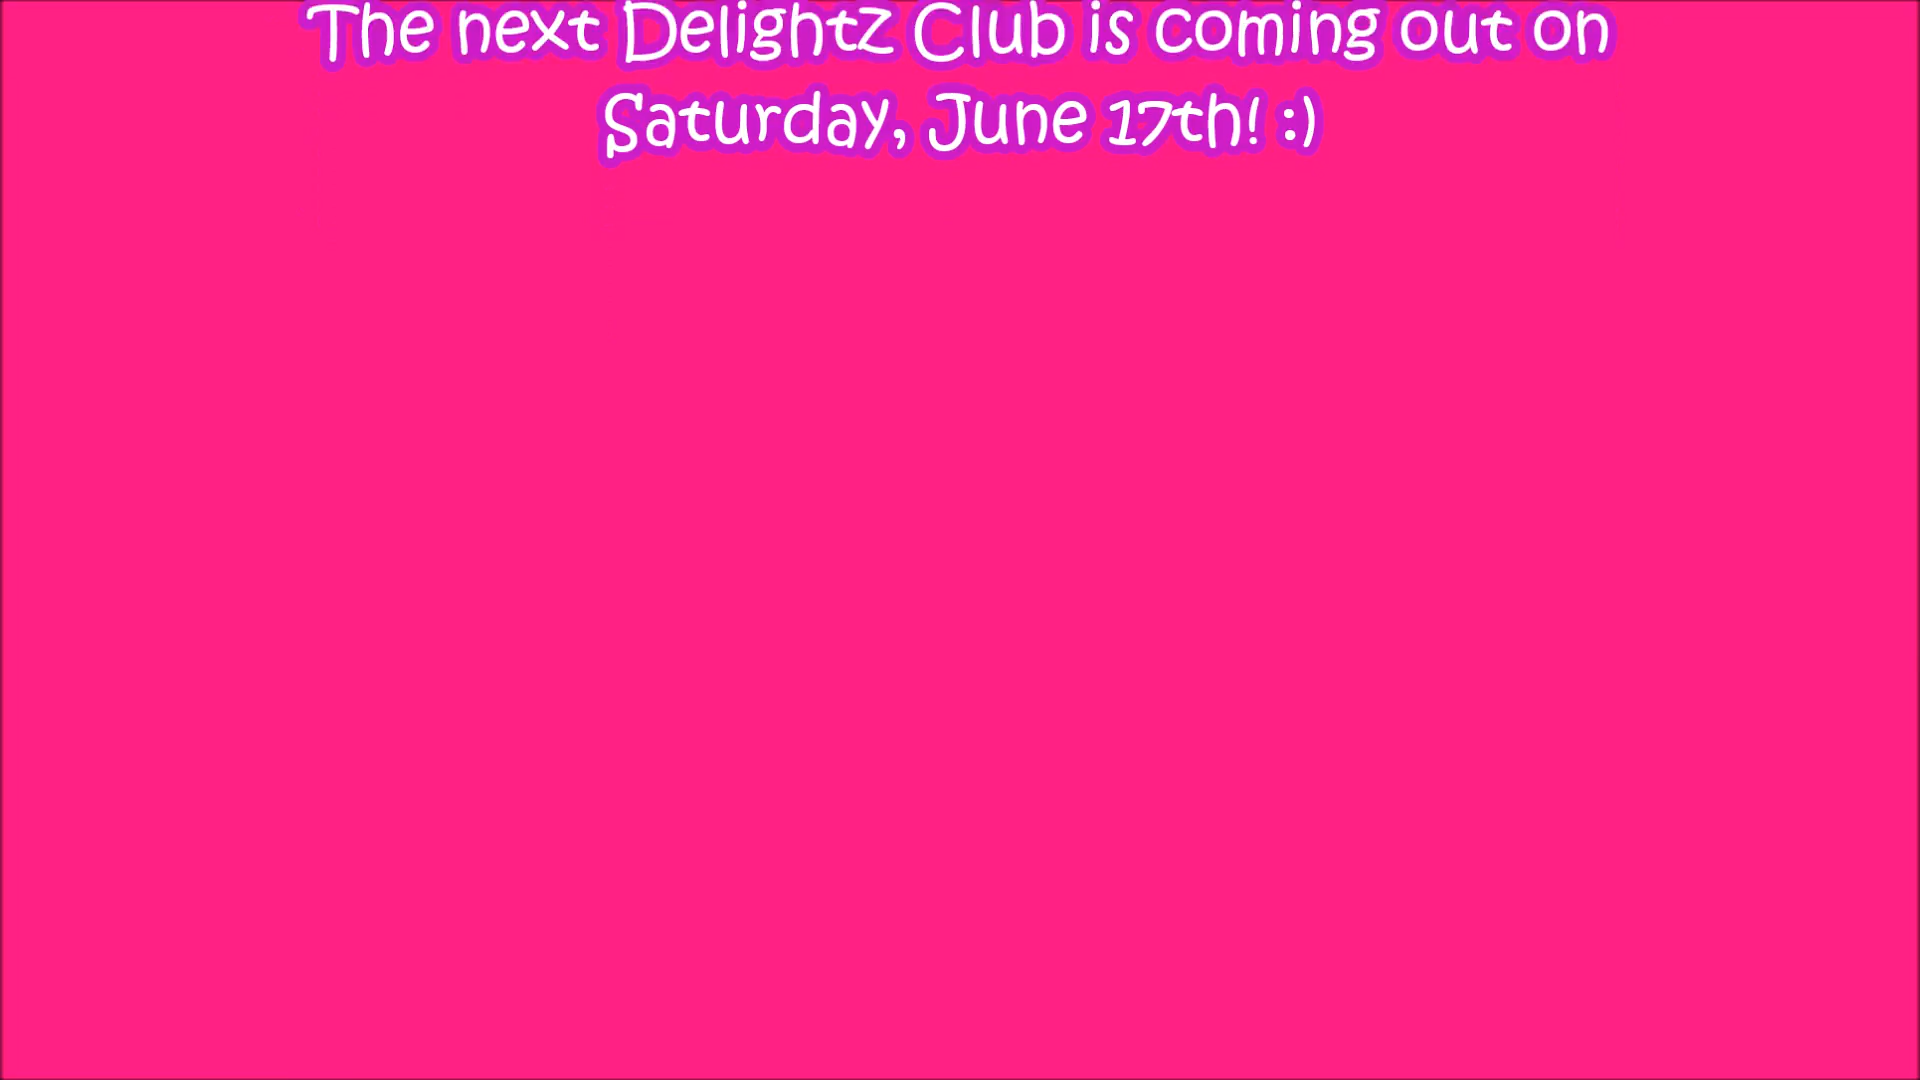 The next Delightz Club is coming out on
Saturday, June 17th! :)